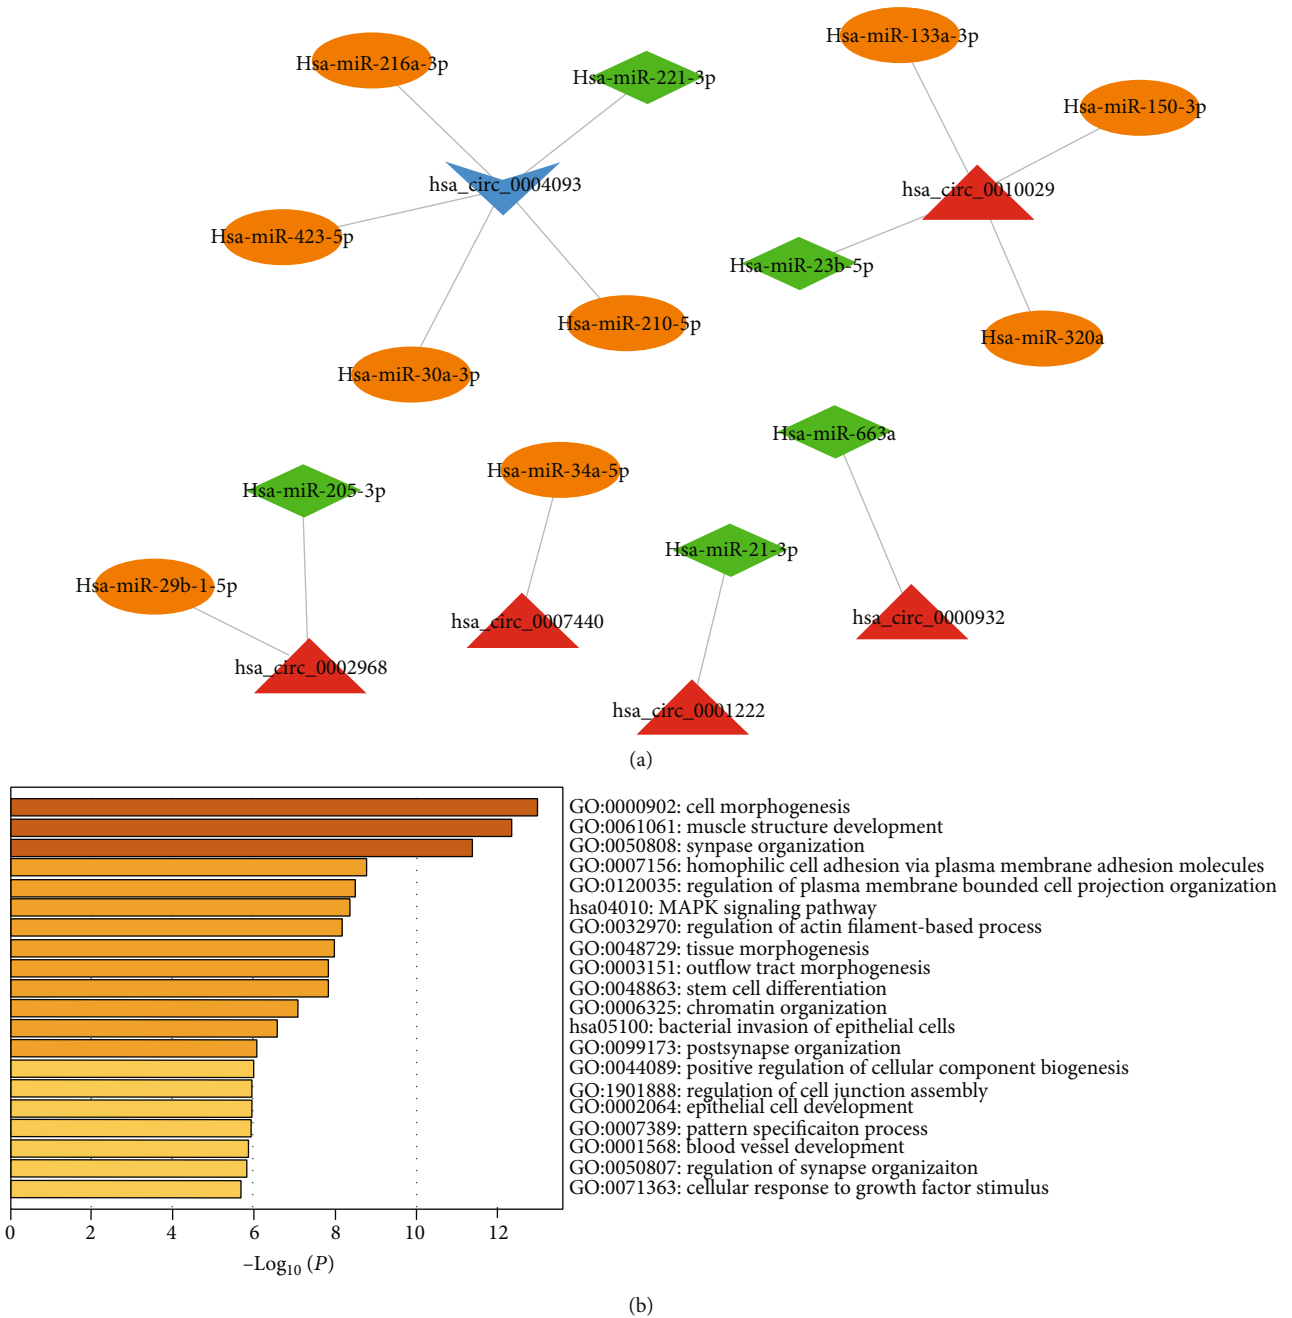 Hsa-miR-133a-3p
Hsa-miR-216a-3p
Hsa-miR-221-3p
Hsa-miR-150-3p
hsa_circ_0004093
hsa_circ_0010029
Hsa-miR-423-5p
Hsa-miR-23b-5p
Hsa-miR-210-5p
Hsa-miR-320a
Hsa-miR-30a-3p
Hsa-miR-663a
Hsa-miR-34a-5p
Hsa-miR-205-3p
Hsa-miR-21-3p
Hsa-miR-29b-1-5p
hsa_circ_0007440
hsa_circ_0000932
hsa_circ_0002968
hsa_circ_0001222
(a)
GO:0000902: cell morphogenesis
GO:0061061: muscle structure development
GO:0050808: synpase organization
GO:0007156: homophilic cell adhesion via plasma membrane adhesion molecules
GO:0120035: regulation of plasma membrane bounded cell projection organization
hsa04010: MAPK signaling pathway
GO:0032970: regulation of actin filament-based process
GO:0048729: tissue morphogenesis
GO:0003151: outflow tract morphogenesis
GO:0048863: stem cell differentiation
GO:0006325: chromatin organization
hsa05100: bacterial invasion of epithelial cells
GO:0099173: postsynapse organization
GO:0044089: positive regulation of cellular component biogenesis
GO:1901888: regulation of cell junction assembly
GO:0002064: epithelial cell development
GO:0007389: pattern specificaiton process
GO:0001568: blood vessel development
GO:0050807: regulation of synapse organizaiton
GO:0071363: cellular response to growth factor stimulus
0 2 4 6 8 10 12
–Log10 (P)
(b)